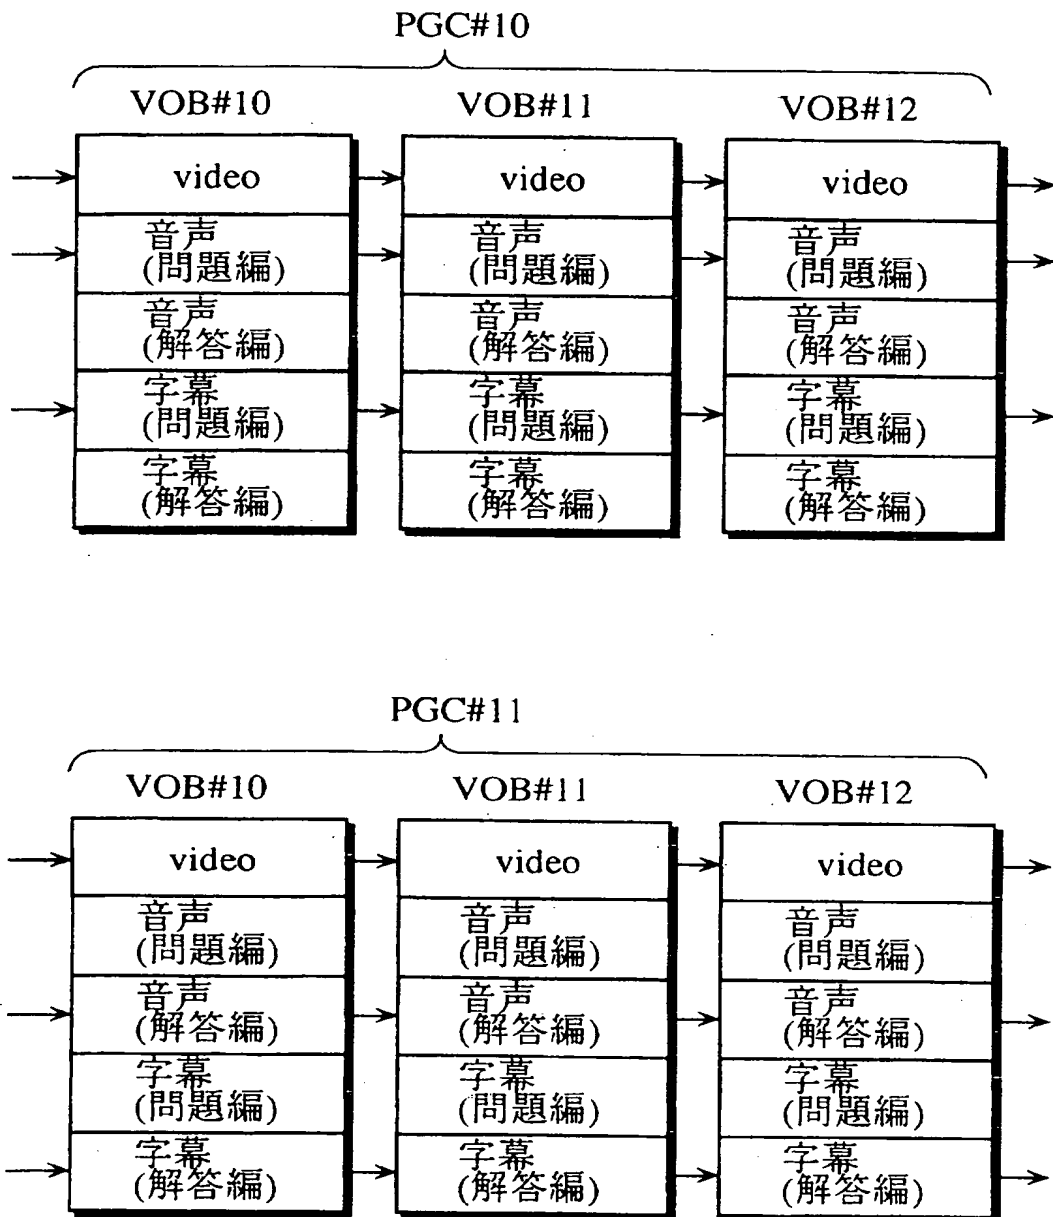 PGC#10
VOB#10
VOB#11
VOB#12
video
video
video
音声
(問題編)
音声
(問題編)
音声
(問題編)
音声
(解答編)
音声
(解答編)
音声
(解答編)
字幕
(問題編)
字幕
(問題編)
字幕
(問題編)
字幕
(解答編)
字幕
(解答編)
字幕
(解答編)
PGC#11
VOB#10
VOB#11
VOB#12
video
video
video
音声
(問題編)
音声
(問題編)
音声
(問題編)
音声
(解答編)
音声
(解答編)
音声
(解答編)
字幕
(問題編)
字幕
(問題編)
字幕
(問題編)
字幕
(解答編)
字幕
(解答編)
字幕
(解答編)